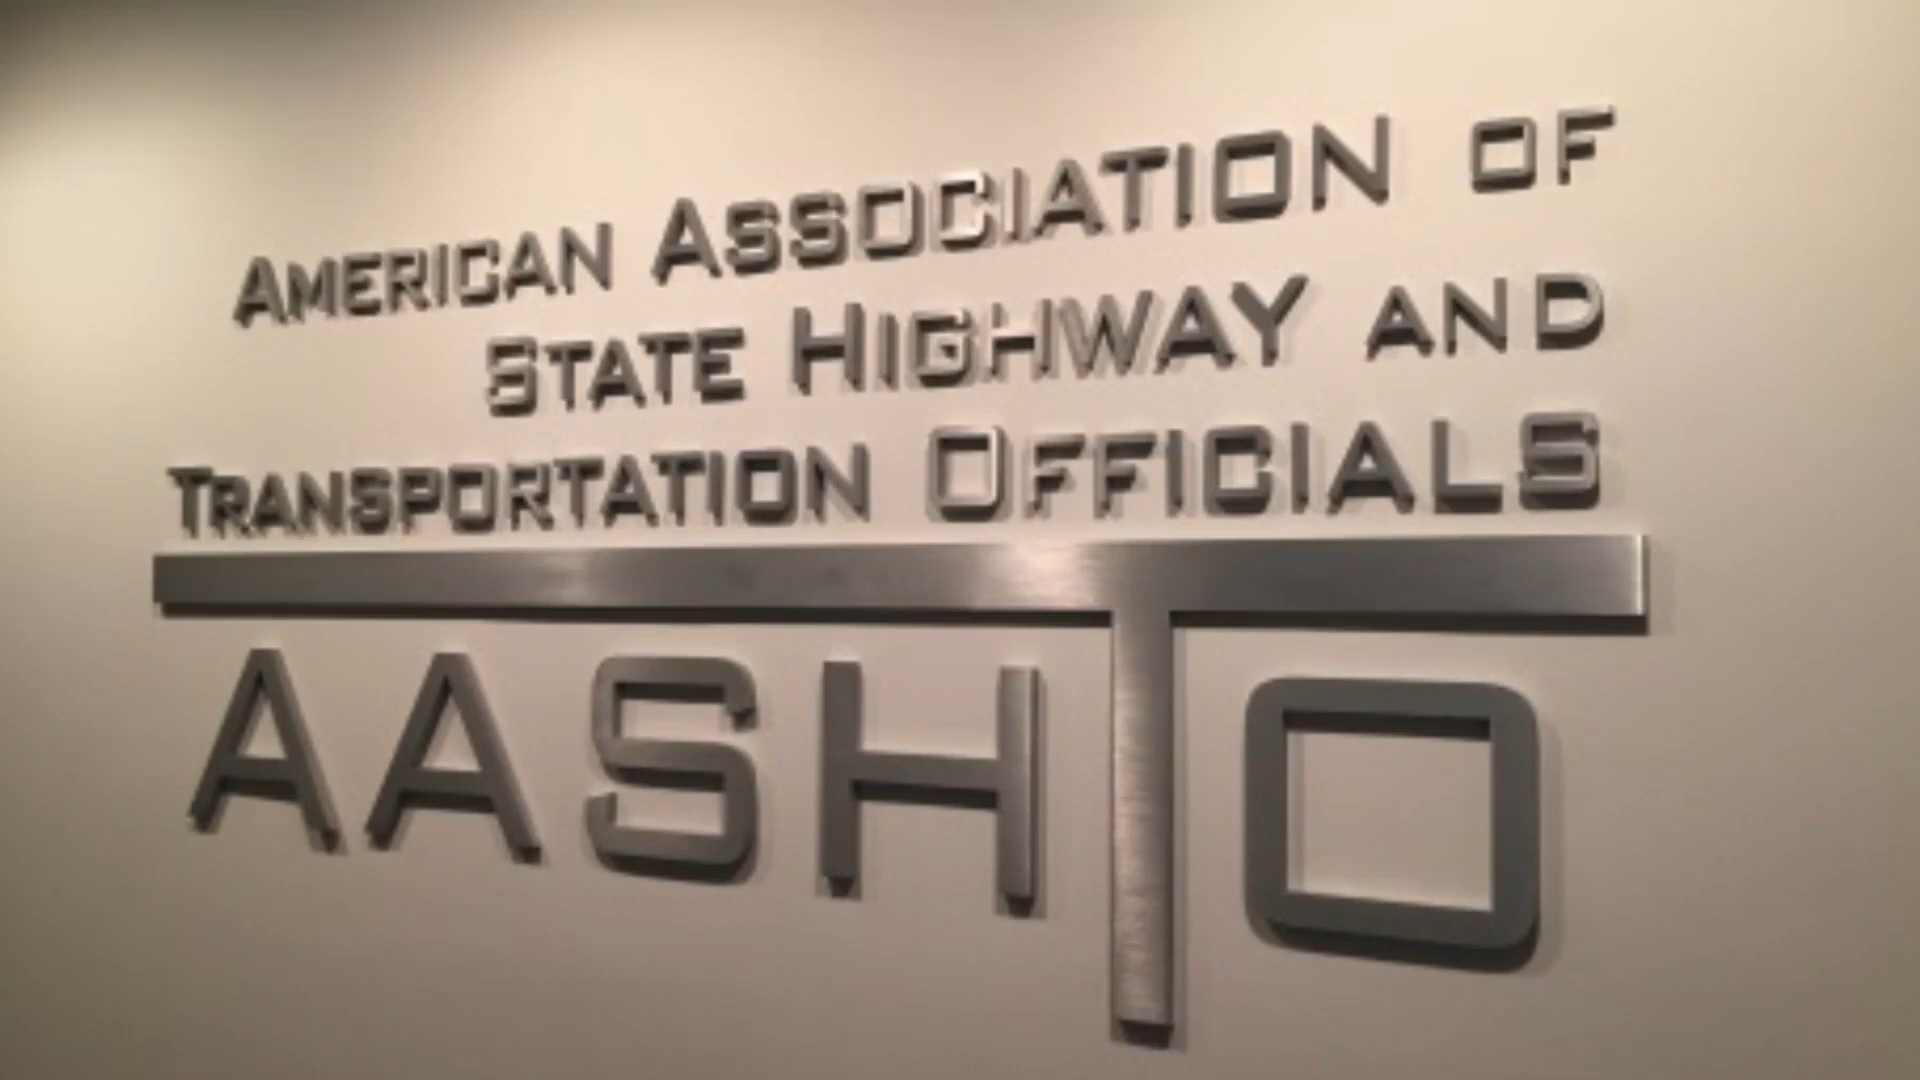 AMERICAN ASSOCIATION OF
STATE HIGHWAY AND
TRANSPORTATION OFFICIALS
AASHTO